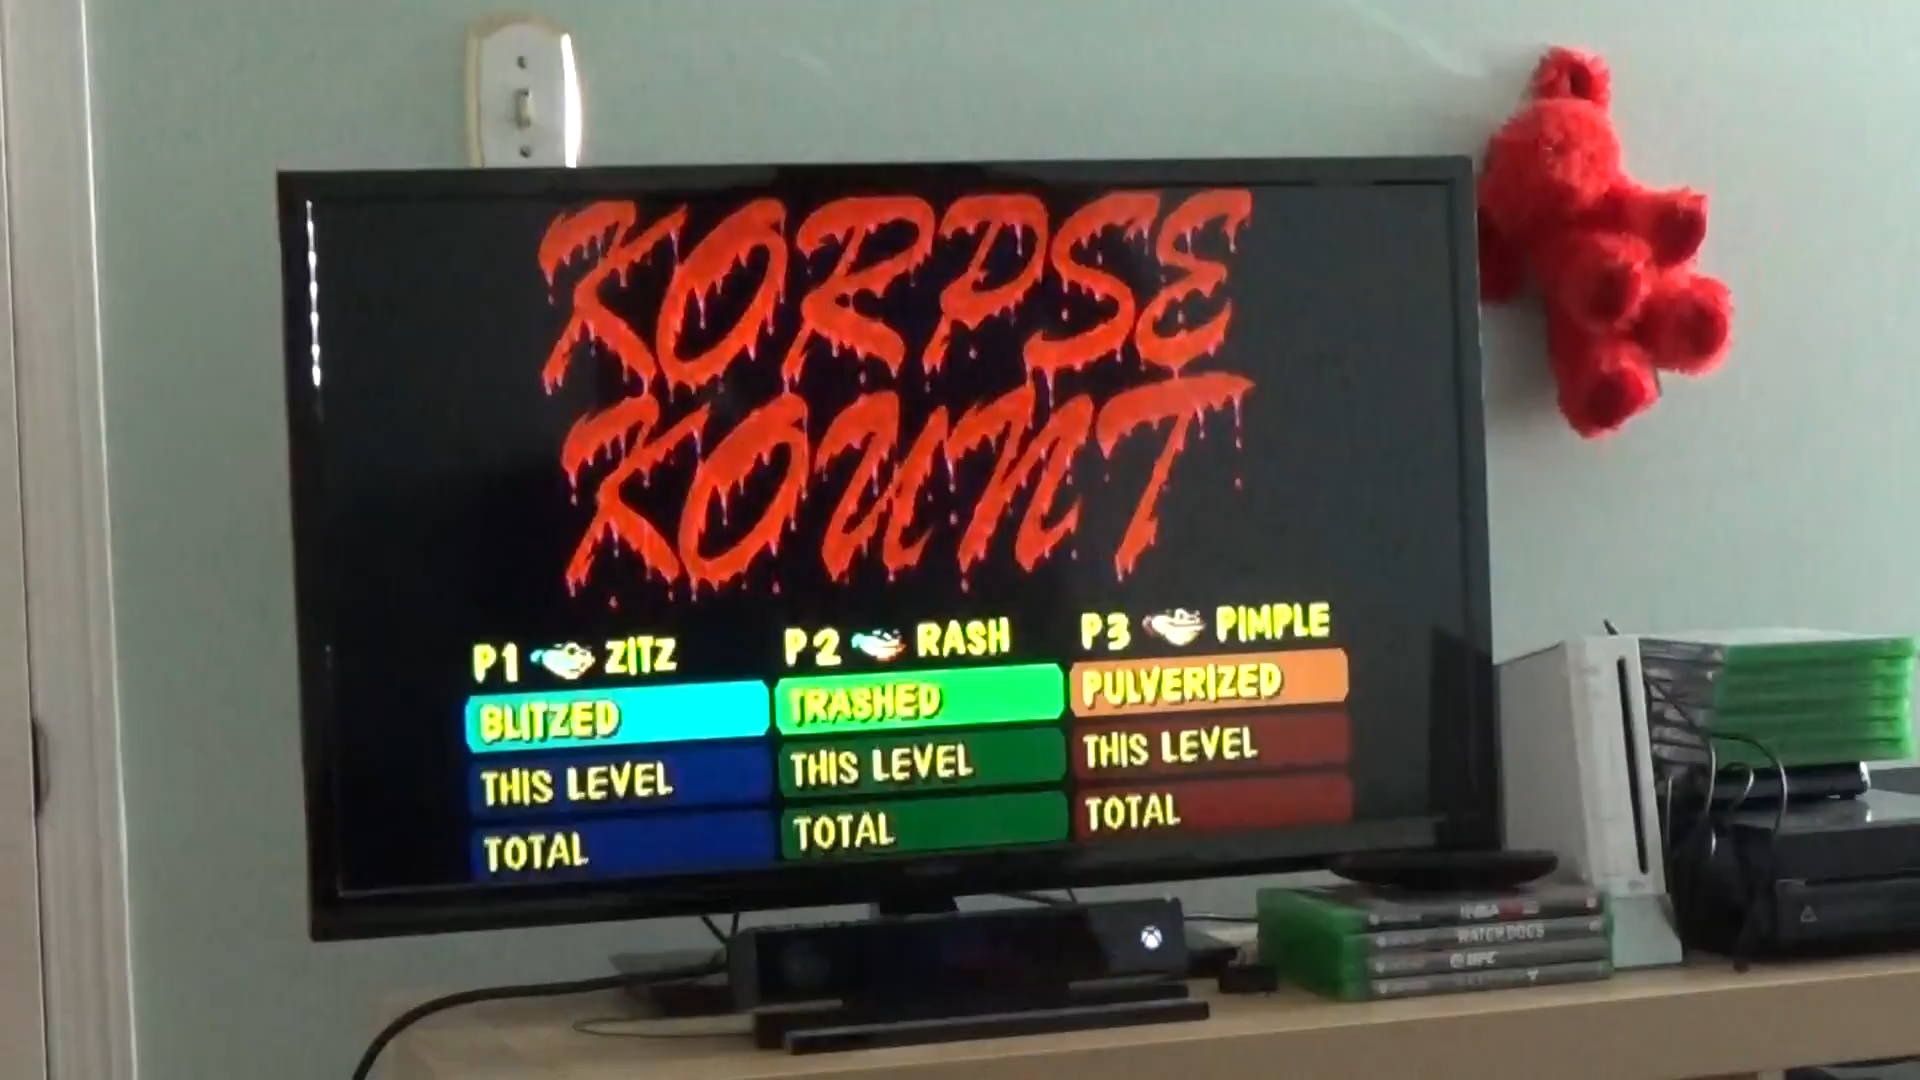 KORPSE
KOUNT
P1 ZITZ
BLITZED
THIS LEVEL
TOTAL
P2 RASH
TRASHED
THIS LEVEL
TOTAL
P3 PIMPLE
PULVERIZED
THIS LEVEL
TOTAL
WATCH DOGS
UFC